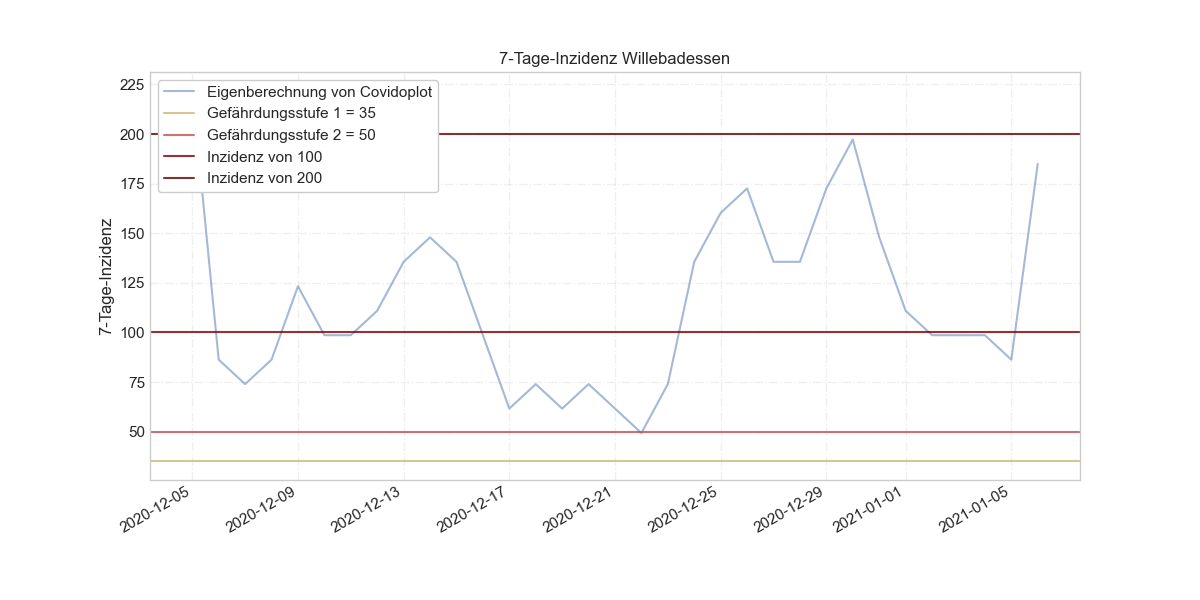 7-Tage-Inzidenz Willebadessen
Eigenberechnung von Covidoplot
Gefährdungsstufe 1 = 35
Gefährdungsstufe 2 = 50
Inzidenz von 100
Inzidenz von 200
7-Tage-Inzidenz
225
200
175
150
125
100
75
50
2020-12-05
2020-12-09
2020-12-13
2020-12-17
2020-12-21
2020-12-25
2020-12-29
2021-01-01
2021-01-05